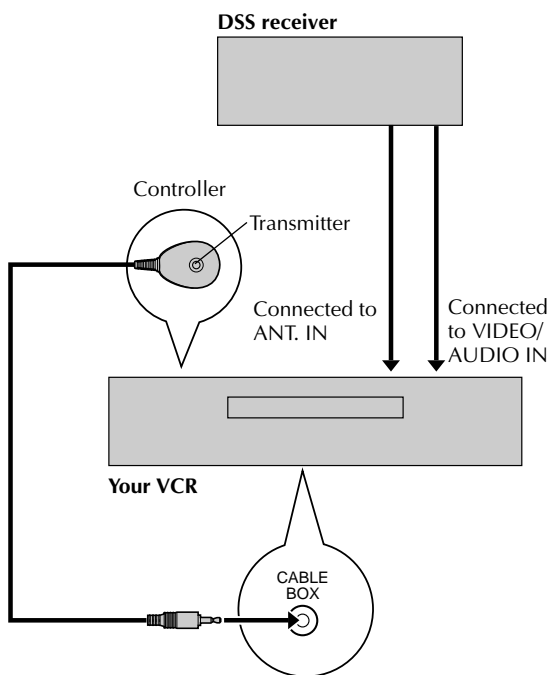 DSS receiver
Controller
Transmitter
Connected to
ANT. IN
Connected
to VIDEO/
AUDIO IN
Your VCR
CABLE
BOX